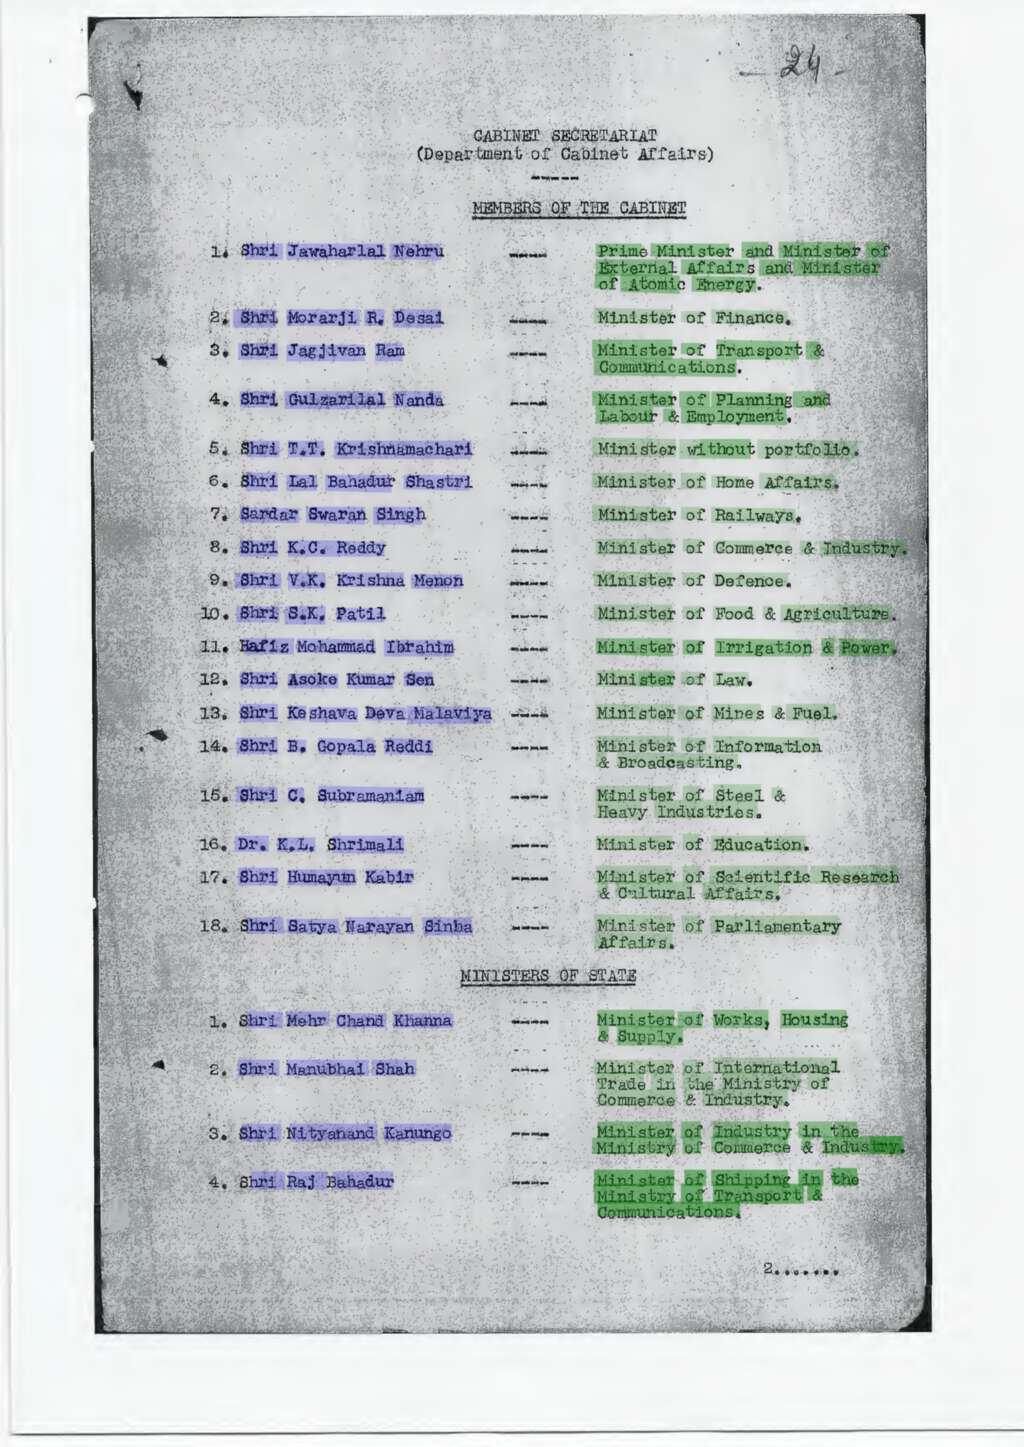 - 24 -
CABINET SECRETARIAT
(Department of Cabinet Affairs)
-----
MEMBERS OF THE CABINET
1. Shri Jawaharlal Nehru ---- Prime Minister and Minister of
External Affairs and Minister
of Atomic Energy.
2. Shri Morarji R. Desai ---- Minister of Finance.
3. Shri Jagjivan Ram ---- Minister of Transport &
Communications.
4. Shri Gulzarilal Nanda ---- Minister of Planning and
Labour & Employment.
5. Shri T.T. Krishnamachari ---- Minister without portfolio.
6. Shri Lal Bahadur Shastri ---- Minister of Home Affairs.
7. Sardar Swaran Singh ---- Minister of Railways.
8. Shri K.C. Reddy ---- Minister of Commerce & Industry.
9. Shri V.K. Krishna Menon ---- Minister of Defence.
10. Shri S.K. Patil ---- Minister of Food & Agriculture.
11. Hafiz Mohammad Ibrahim ---- Minister of Irrigation & Power.
12. Shri Asoke Kumar Sen ---- Minister of Law.
13. Shri Keshava Deva Malaviya ---- Minister of Mines & Fuel.
14. Shri B. Gopala Reddi ---- Minister of Information
& Broadcasting.
15. Shri C. Subramaniam ---- Minister of Steel &
Heavy Industries.
16. Dr. K.L. Shrimali ---- Minister of Education.
17. Shri Humayun Kabir ---- Minister of Scientific Research
& Cultural Affairs.
18. Shri Satya Narayan Sinha ---- Minister of Parliamentary
Affairs.
MINISTERS OF STATE
1. Shri Mehr Chand Khanna ---- Minister of Works, Housing
& Supply.
2. Shri Manubhai Shah ---- Minister of International
Trade in the Ministry of
Commerce & Industry.
3. Shri Nityanand Kanungo ---- Minister of Industry in the
Ministry of Commerce & Industry.
4. Shri Raj Bahadur ---- Minister of Shipping in the
Ministry of Transport &
Communications.
2.......